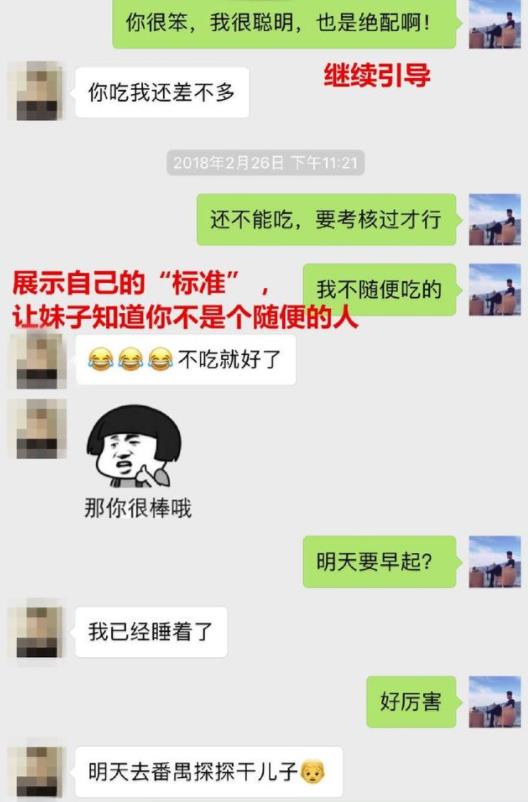 你很笨，我很聪明，也是绝配啊！
继续引导
你吃我还差不多
2018年2月26日 下午11:21
还不能吃，要考核过才行
我不随便吃的
展示自己的“标准”，
让妹子知道你不是个随便的人
😂😂😂不吃就好了
那你很棒哦
明天要早起？
我已经睡着了
好厉害
明天去番禺探探干儿子👦